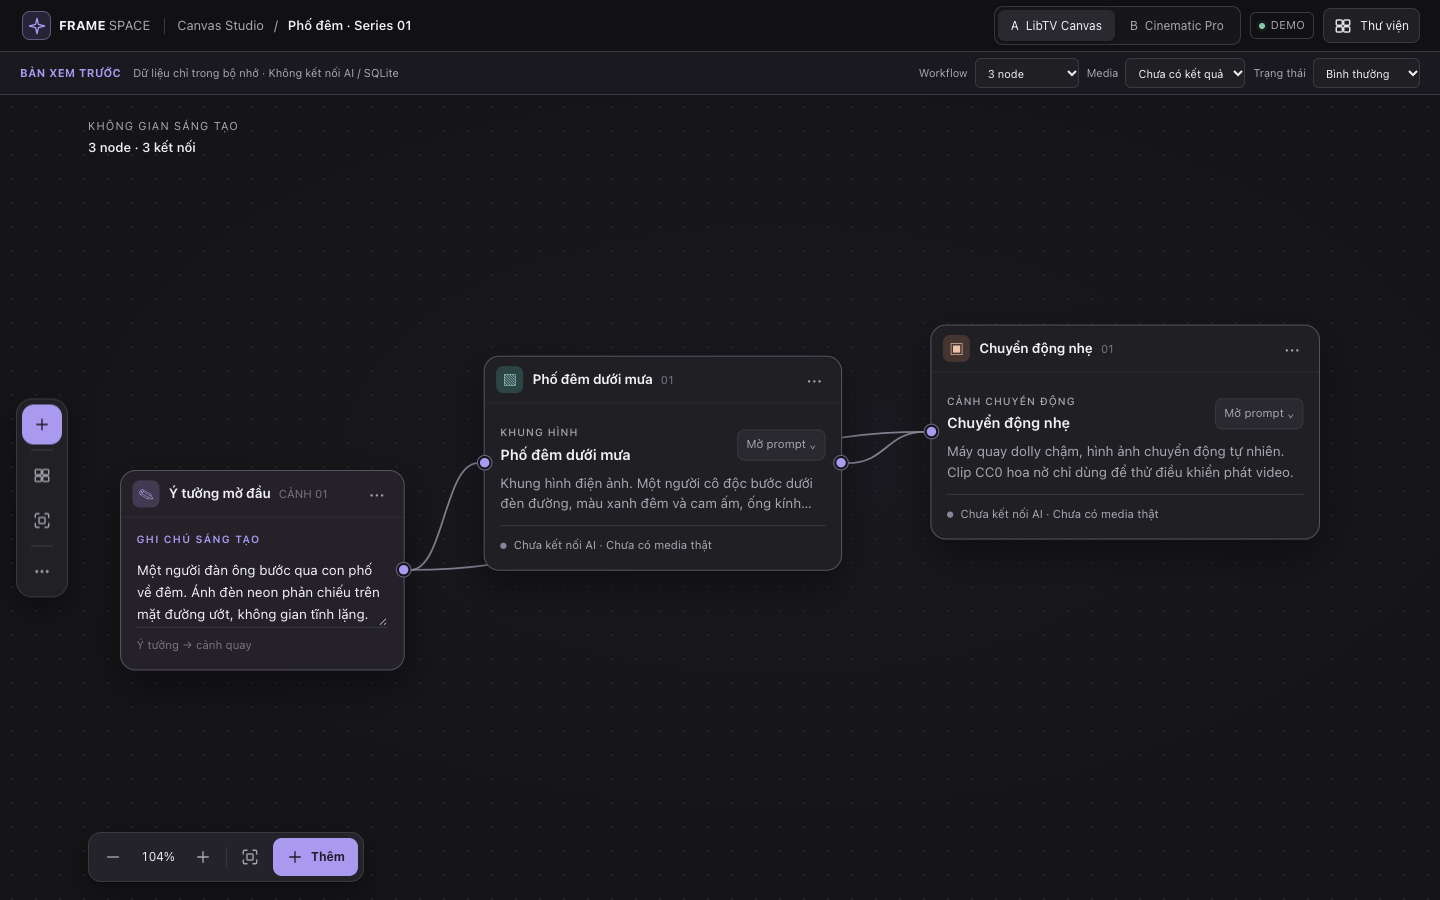 FRAME SPACE
Canvas Studio / Phố đêm · Series 01
A LibTV Canvas
B Cinematic Pro
DEMO
Thư viện
BẢN XEM TRƯỚC
Dữ liệu chỉ trong bộ nhớ · Không kết nối AI / SQLite
Workflow
3 node
Media
Chưa có kết quả
Trạng thái
Bình thường
KHÔNG GIAN SÁNG TẠO
3 node · 3 kết nối
Ý tưởng mở đầu CẢNH 01
GHI CHÚ SÁNG TẠO
Một người đàn ông bước qua con phố
về đêm. Ánh đèn neon phản chiếu trên
mặt đường ướt, không gian tĩnh lặng.
Ý tưởng → cảnh quay
Phố đêm dưới mưa 01
KHUNG HÌNH
Phố đêm dưới mưa
Mở prompt
Khung hình điện ảnh. Một người cô độc bước dưới
đèn đường, màu xanh đêm và cam ấm, ống kính...
Chưa kết nối AI · Chưa có media thật
Chuyển động nhẹ 01
CẢNH CHUYỂN ĐỘNG
Chuyển động nhẹ
Mở prompt
Máy quay dolly chậm, hình ảnh chuyển động tự nhiên.
Clip CC0 hoa nở chỉ dùng để thử điều khiển phát video.
Chưa kết nối AI · Chưa có media thật
104%
Thêm